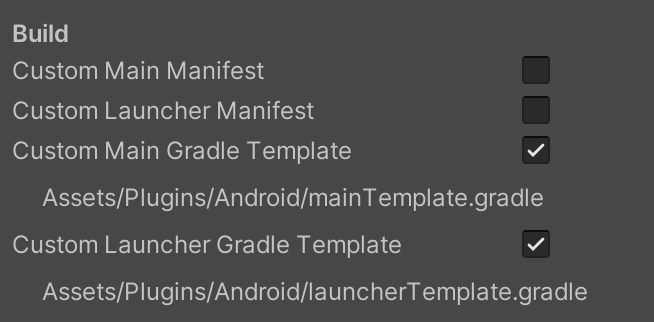 Build
Custom Main Manifest
Custom Launcher Manifest
Custom Main Gradle Template
Assets/Plugins/Android/mainTemplate.gradle
Custom Launcher Gradle Template
Assets/Plugins/Android/launcherTemplate.gradle